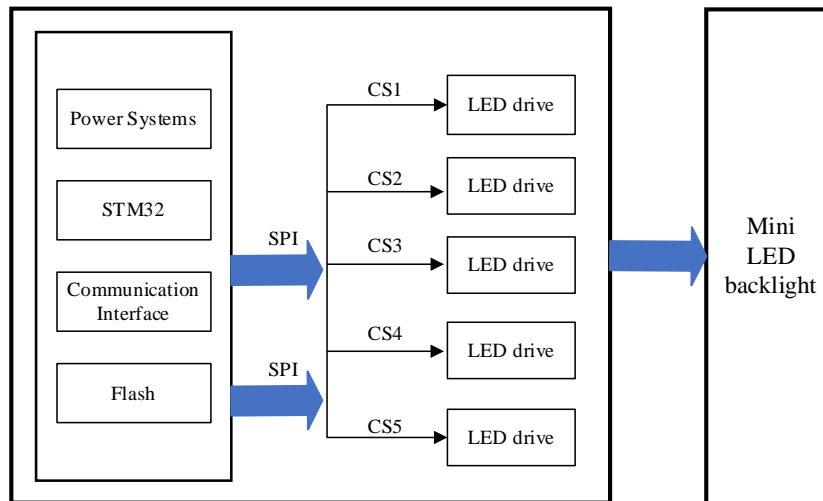 Power Systems
STM32
Communication
Interface
Flash
SPI
SPI
CS1
LED drive
CS2
LED drive
CS3
LED drive
CS4
LED drive
CS5
LED drive
Mini
LED
backlight